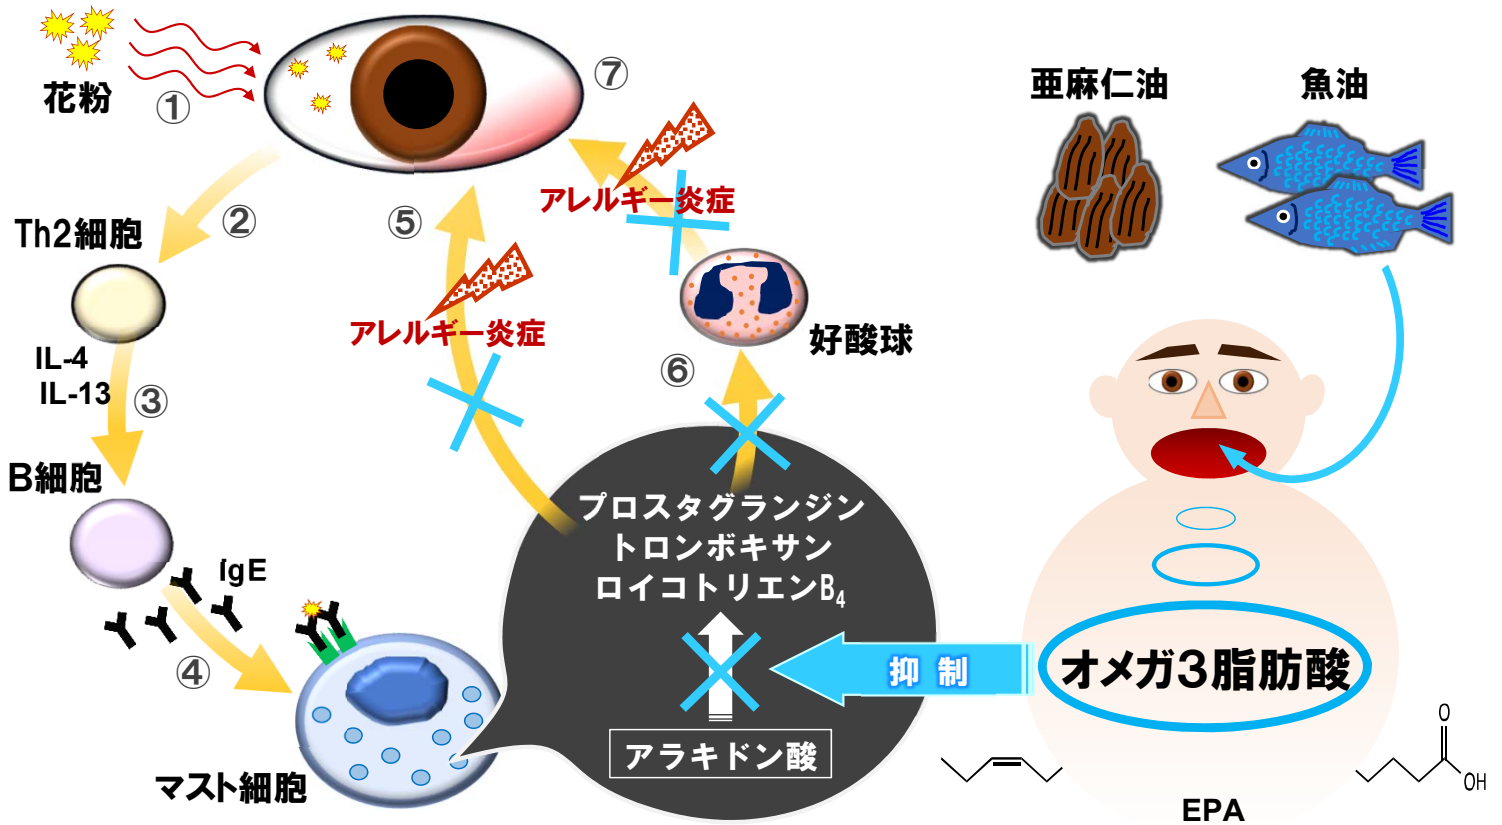 花粉
①
⑦
②
⑤
Th2細胞
アレルギー炎症
アレルギー炎症
IL-4
IL-13
③
⑥
好酸球
B細胞
IgE
④
マスト細胞
プロスタグランジン
トロンボキサン
ロイコトリエンB₄
アラキドン酸
亜麻仁油
魚油
抑制
オメガ3脂肪酸
O
OH
EPA